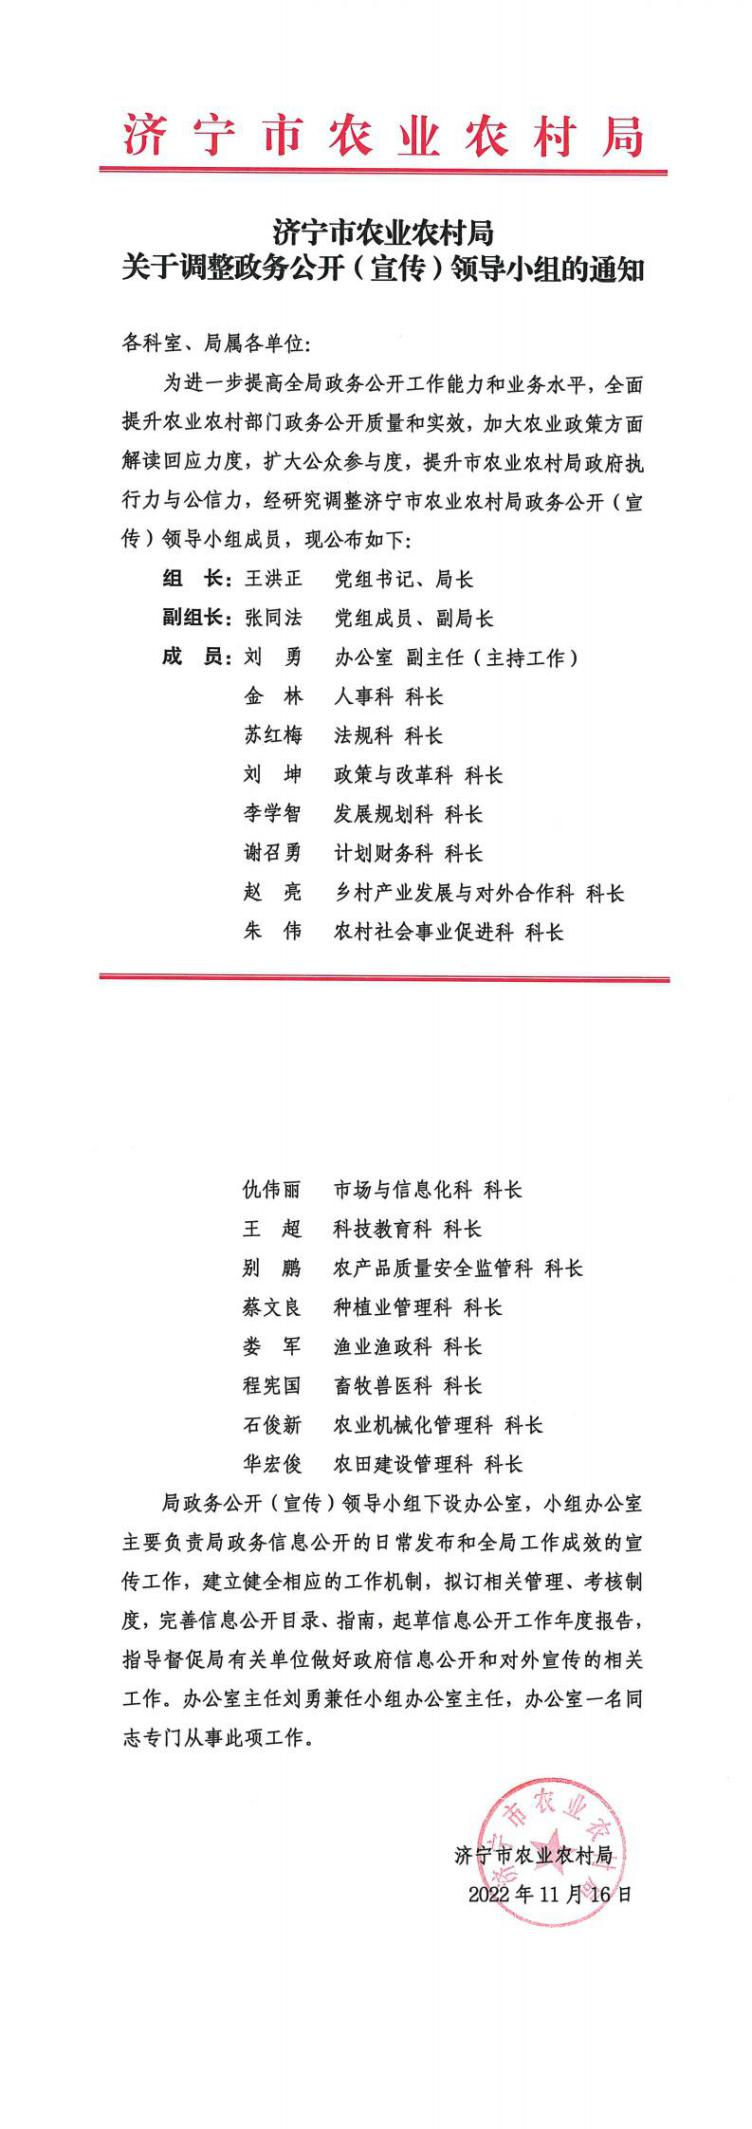 济宁市农业农村局
济宁市农业农村局
关于调整政务公开（宣传）领导小组的通知
各科室、局属各单位：
为进一步提高全局政务公开工作能力和业务水平，全面
提升农业农村部门政务公开质量和实效，加大农业政策方面
解读回应力度，扩大公众参与度，提升市农业农村局政府执
行力与公信力，经研究调整济宁市农业农村局政务公开（宣
传）领导小组成员，现公布如下：
组 长：王洪正 党组书记、局长
副组长：张同法 党组成员、副局长
成 员：刘 勇 办公室 副主任（主持工作）
金 林 人事科 科长
苏红梅 法规科 科长
刘 坤 政策与改革科 科长
李学智 发展规划科 科长
谢召勇 计划财务科 科长
赵 亮 乡村产业发展与对外合作科 科长
朱 伟 农村社会事业促进科 科长
仇伟丽 市场与信息化科 科长
王 超 科技教育科 科长
别 鹏 农产品质量安全监管科 科长
蔡文良 种植业管理科 科长
娄 军 渔业渔政科 科长
程宪国 畜牧兽医科 科长
石俊新 农业机械化管理科 科长
华宏俊 农田建设管理科 科长
局政务公开（宣传）领导小组下设办公室，小组办公室
主要负责局政务信息公开的日常发布和全局工作成效的宣
传工作，建立健全相应的工作机制，拟订相关管理、考核制
度，完善信息公开目录、指南，起草信息公开工作年度报告，
指导督促局有关单位做好政府信息公开和对外宣传的相关
工作。办公室主任刘勇兼任小组办公室主任，办公室一名同
志专门从事此项工作。
济宁市农业农村局
济宁市农业农村局
2022年11月16日